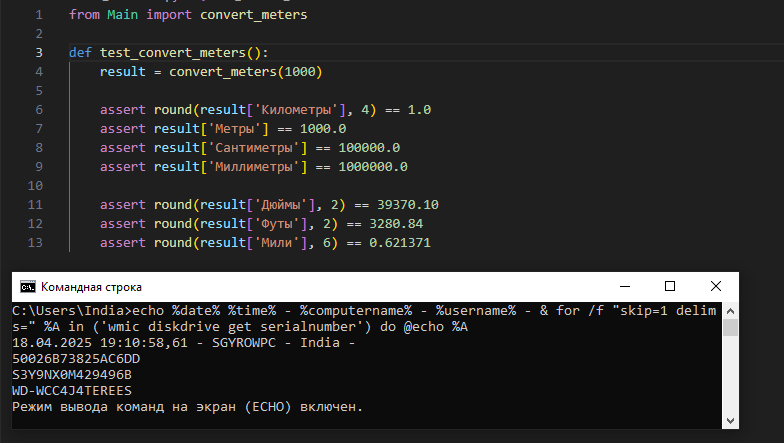 1 from Main import convert_meters
2
3 def test_convert_meters():
4 result = convert_meters(1000)
5
6 assert round(result['Километры'], 4) == 1.0
7 assert result['Метры'] == 1000.0
8 assert result['Сантиметры'] == 100000.0
9 assert result['Миллиметры'] == 1000000.0
10
11 assert round(result['Дюймы'], 2) == 39370.10
12 assert round(result['Футы'], 2) == 3280.84
13 assert round(result['Мили'], 6) == 0.621371
Командная строка
C:\Users\India>echo %date% %time% - %computername% - %username% - & for /f "skip=1 delim
s=" %A in ('wmic diskdrive get serialnumber') do @echo %A
18.04.2025 19:10:58,61 - SGYROWPC - India -
50026B73825AC6DD
S3Y9NX0M429496B
WD-WCC4J4TEREES
Режим вывода команд на экран (ECHO) включен.